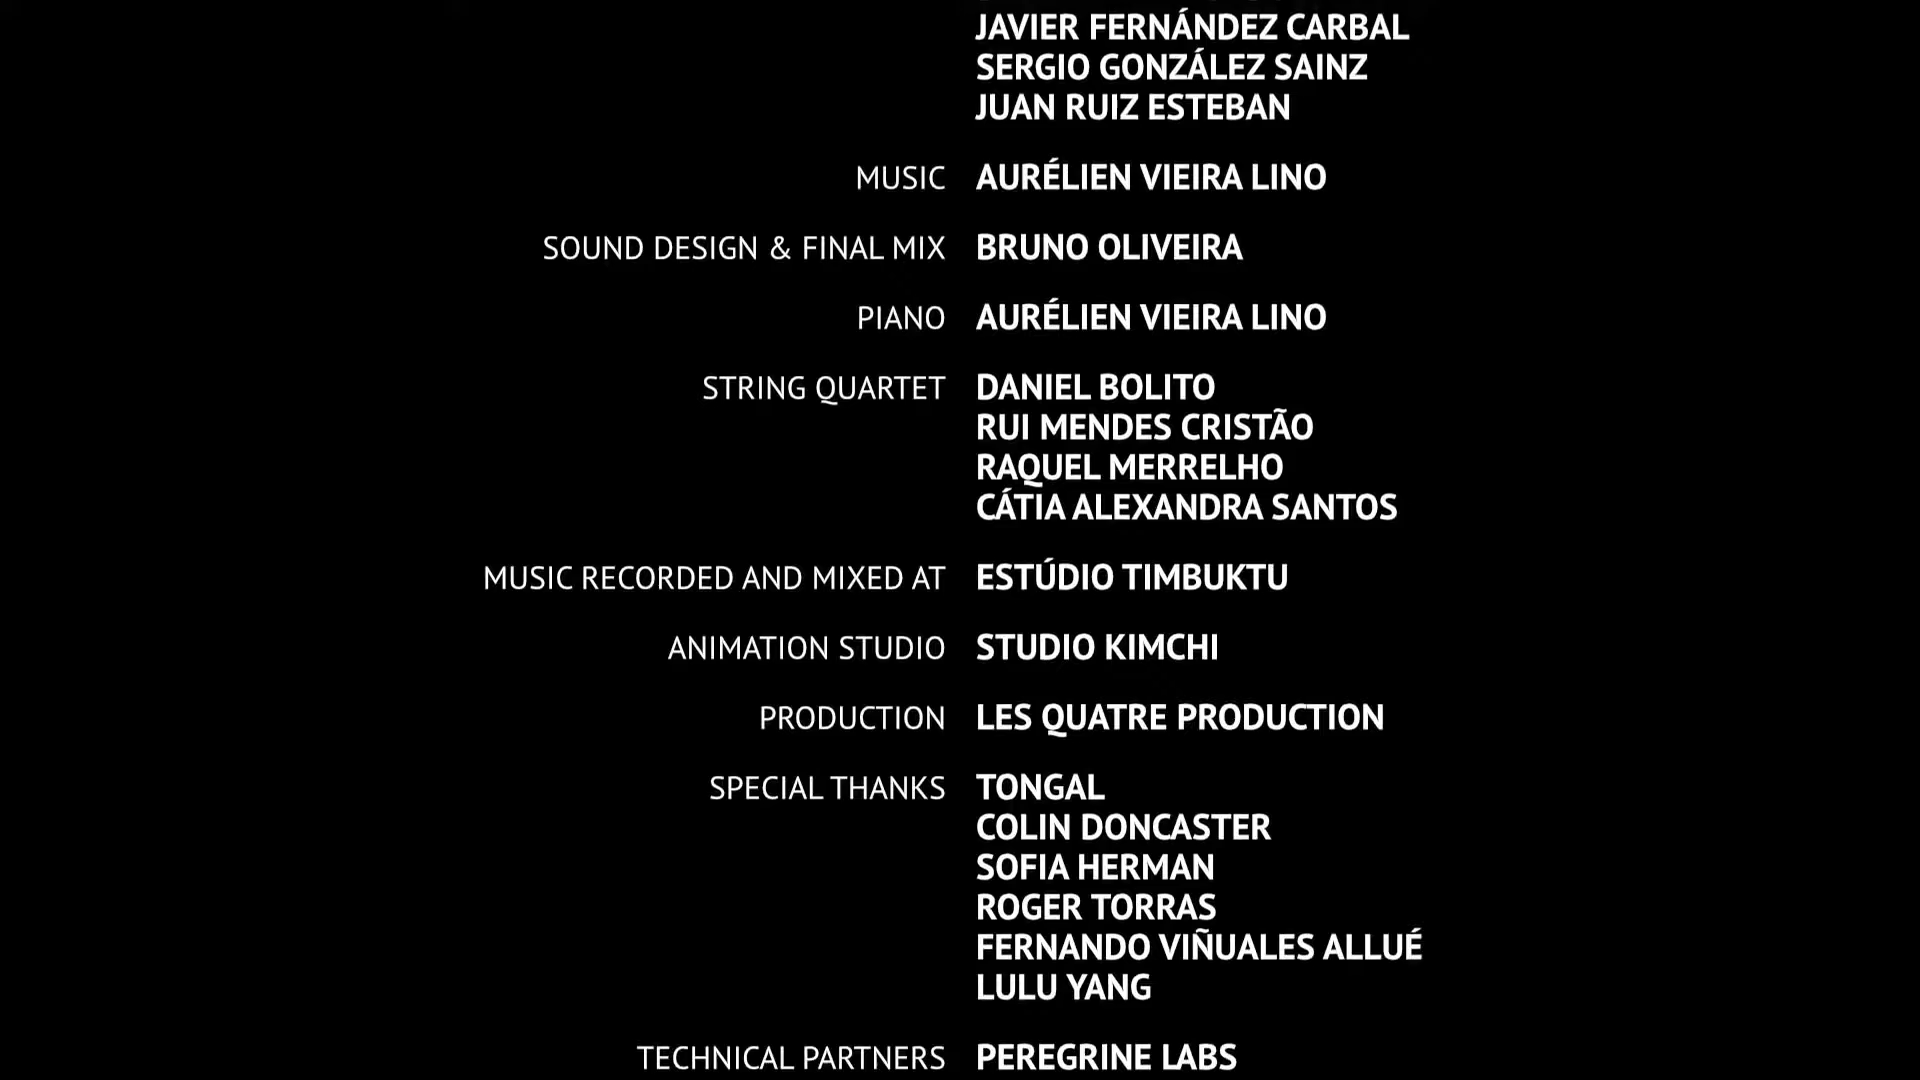 JAVIER FERNÁNDEZ CARBAL
SERGIO GONZÁLEZ SAINZ
JUAN RUIZ ESTEBAN
MUSIC AURÉLIEN VIEIRA LINO
SOUND DESIGN & FINAL MIX BRUNO OLIVEIRA
PIANO AURÉLIEN VIEIRA LINO
STRING QUARTET DANIEL BOLITO
RUI MENDES CRISTÃO
RAQUEL MERRELHO
CÁTIA ALEXANDRA SANTOS
MUSIC RECORDED AND MIXED AT ESTÚDIO TIMBUKTU
ANIMATION STUDIO STUDIO KIMCHI
PRODUCTION LES QUATRE PRODUCTION
SPECIAL THANKS TONGAL
COLIN DONCASTER
SOFIA HERMAN
ROGER TORRAS
FERNANDO VIÑUALES ALLUÉ
LULU YANG
TECHNICAL PARTNERS PEREGRINE LABS